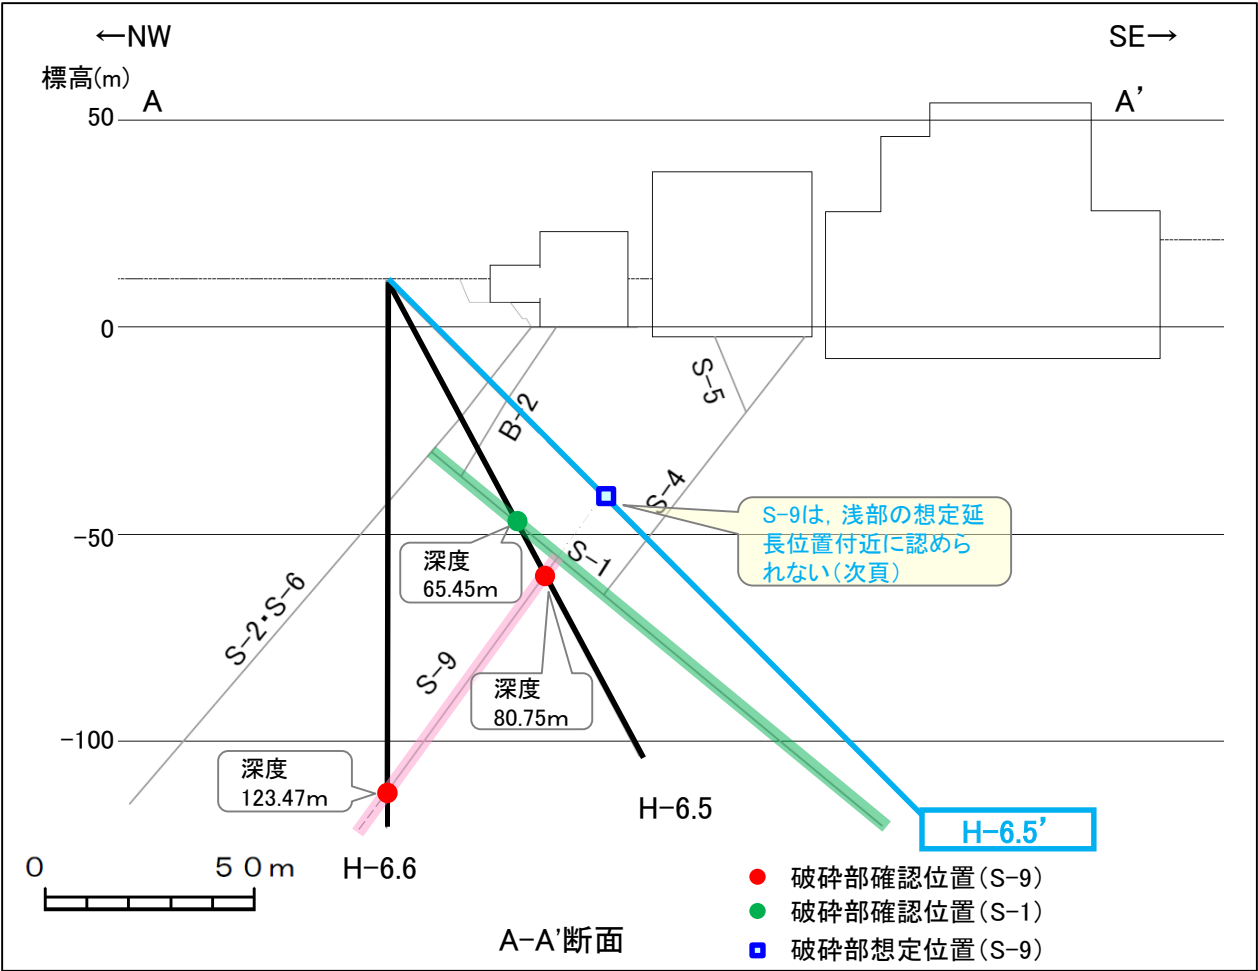 ←NW
SE→
標高(m)
A
A’
50
0
S-5
B-2
S-4
S-9は，浅部の想定延
長位置付近に認めら
れない（次頁）
-50
深度
65.45m
S-1
S-2・S-6
S-9
深度
80.75m
-100
深度
123.47m
H-6.5
H-6.5’
0
５０m
H-6.6
破砕部確認位置（S-9）
破砕部確認位置（S-1）
破砕部想定位置（S-9）
A-A’断面